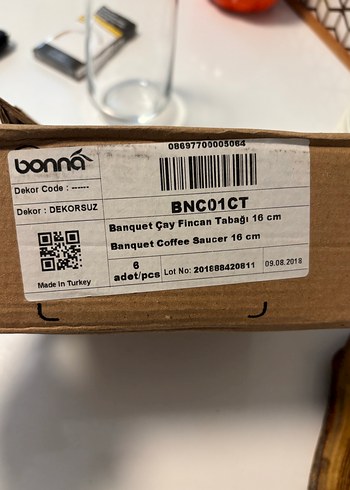 bonna
08697700005064
Dekor Code : ------
Dekor : DEKORSUZ
BNC01CT
Banquet Çay Fincan Tabağı 16 cm
Banquet Coffee Saucer 16 cm
6
adet/pcs
Lot No: 201888420811
09.08.2018
Made in Turkey